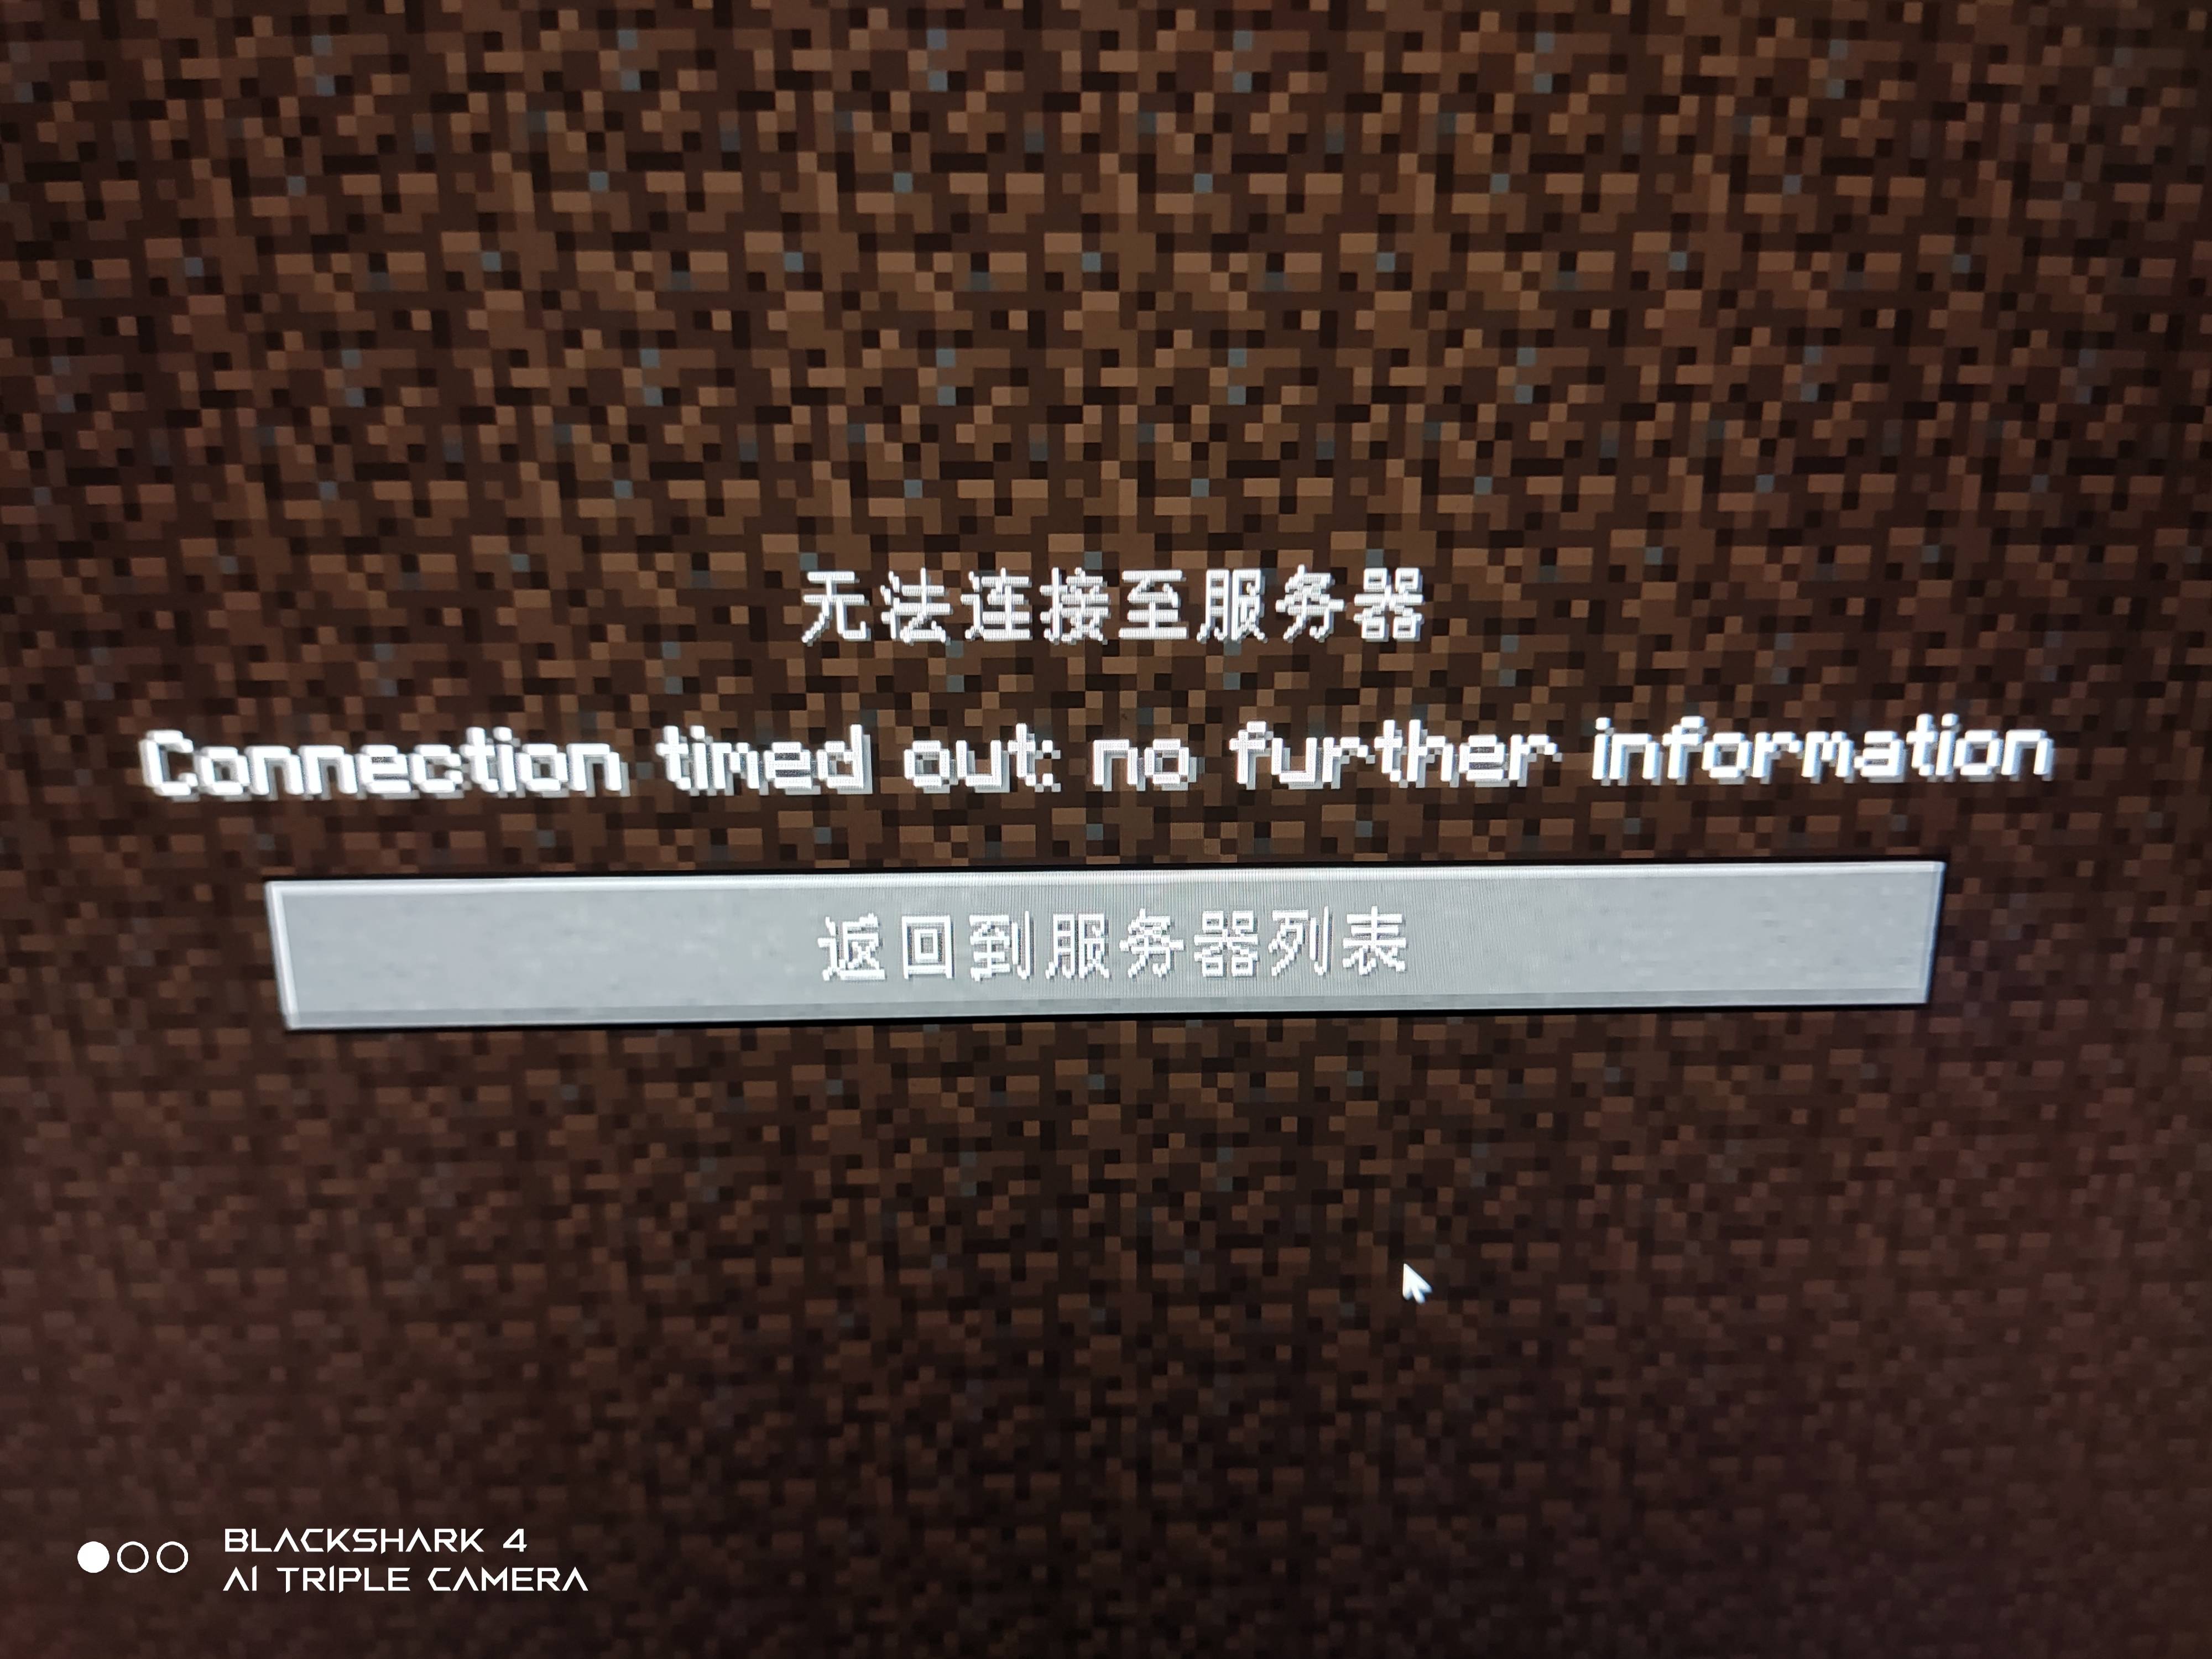 无法连接至服务器
Connection timed out: no further information
返回到服务器列表
BLACKSHARK 4
AI TRIPLE CAMERA